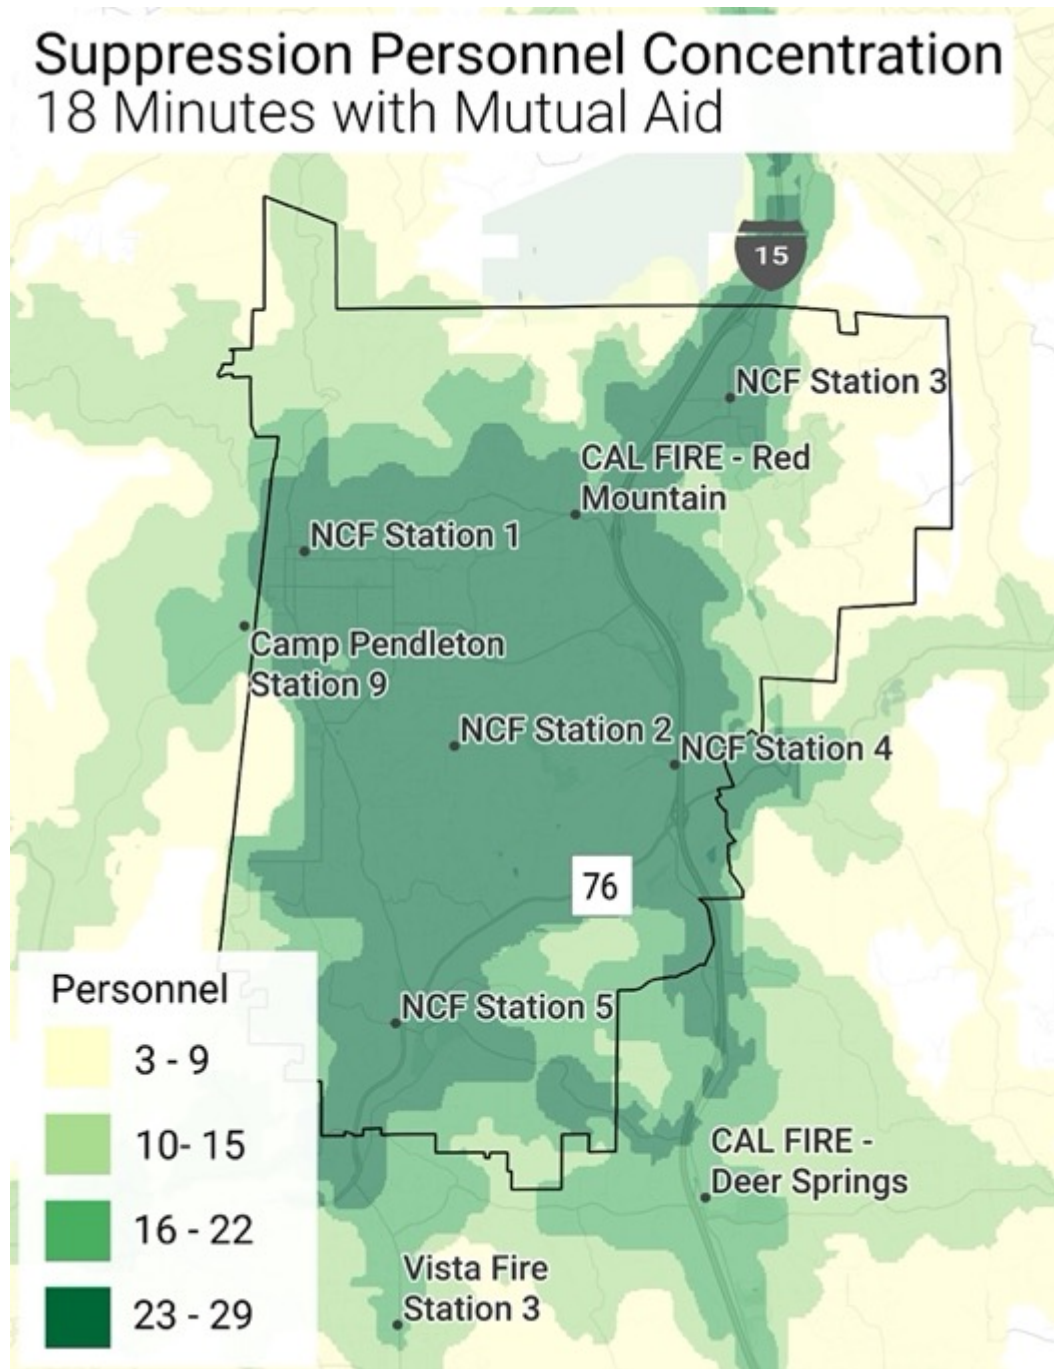 Suppression Personnel Concentration
18 Minutes with Mutual Aid
15
NCF Station 3
CAL FIRE - Red
Mountain
NCF Station 1
Camp Pendleton
Station 9
NCF Station 2
NCF Station 4
76
NCF Station 5
Personnel
3 - 9
10- 15
16 - 22
23 - 29
CAL FIRE -
Deer Springs
Vista Fire
Station 3